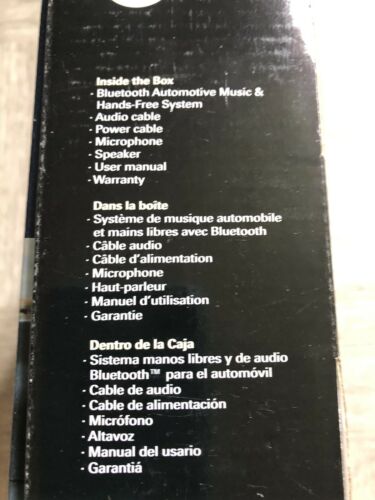 Inside the Box
- Bluetooth Automotive Music &
Hands-Free System
- Audio cable
- Power cable
- Microphone
- Speaker
- User manual
- Warranty
Dans la boîte
- Système de musique automobile
et mains libres avec Bluetooth
- Câble audio
- Câble d'alimentation
- Microphone
- Haut-parleur
- Manuel d'utilisation
- Garantie
Dentro de la Caja
- Sistema manos libres y de audio
Bluetooth™ para el automóvil
- Cable de audio
- Cable de alimentación
- Micrófono
- Altavoz
- Manual del usario
- Garantiá